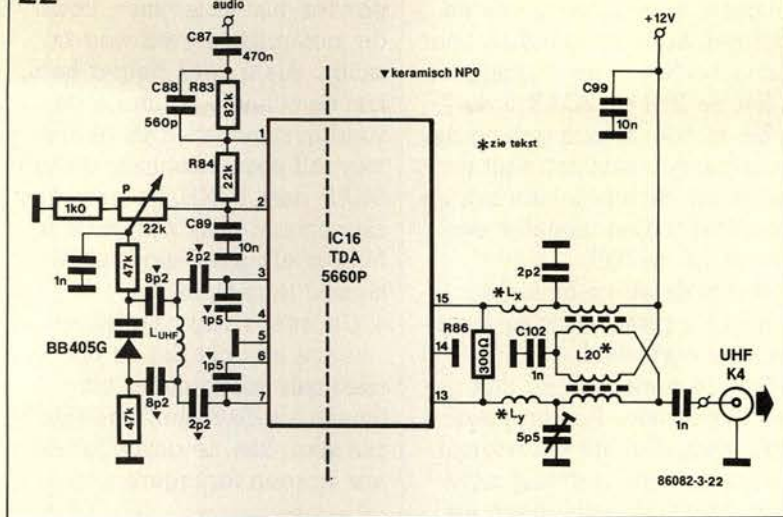 audio
C87
470n
C88
560p
R83
82k
▼ keramisch NP0
* zie tekst
+12V
C99
10n
1
R84
22k
P
1k0
22k
2
C89
10n
1n
47k
8p2
2p2
3
IC16
TDA
5660P
LUHF
1p5
4
5
BB405G
1p5
6
8p2
2p2
7
47k
15
14
13
*Lx
2p2
R86
300Ω
C102
1n
L20*
*Ly
5p5
1n
UHF
K4
86082-3-22